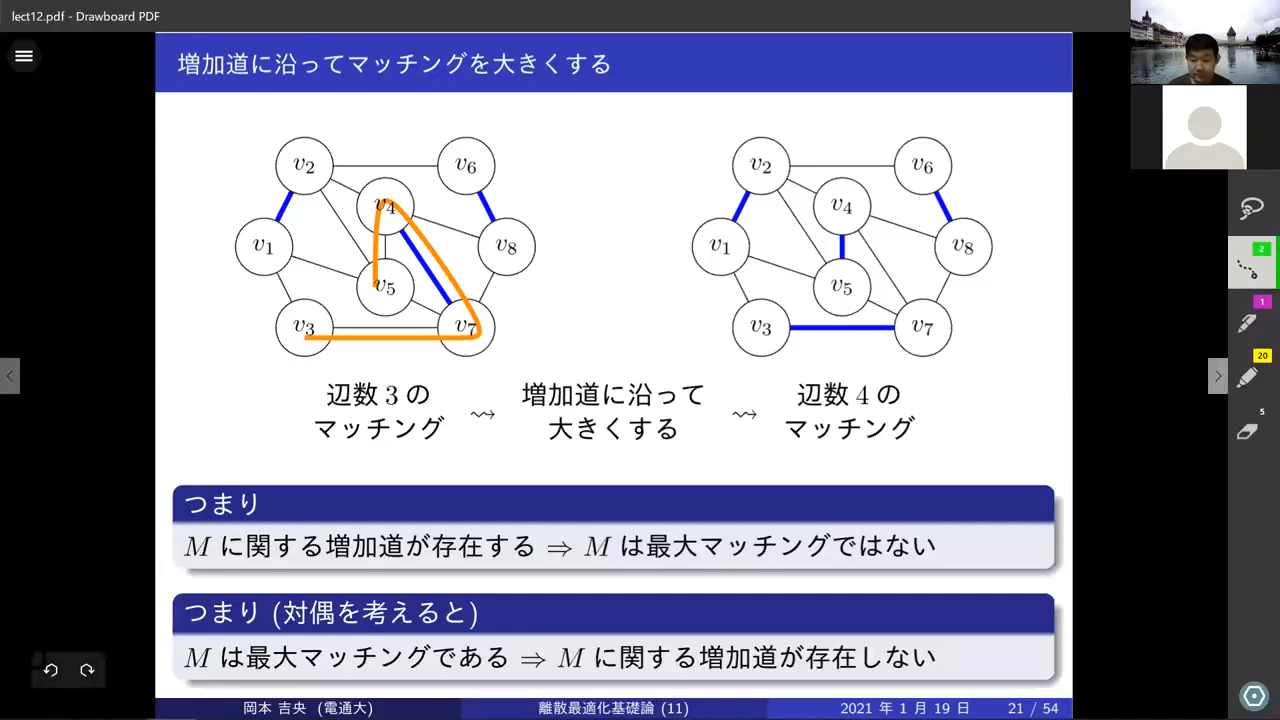 lect12.pdf - Drawboard PDF
増加道に沿ってマッチングを大きくする
v2 v6
v4
v1 v8
v5
v3 v7
v2 v6
v4
v1 v8
v5
v3 v7
辺数 3 の
マッチング
⇝
増加道に沿って
大きくする
⇝
辺数 4 の
マッチング
つまり
M に関する増加道が存在する ⇒ M は最大マッチングではない
つまり (対偶を考えると)
M は最大マッチングである ⇒ M に関する増加道が存在しない
岡本 吉央 (電通大) 離散最適化基礎論 (11) 2021 年 1 月 19 日 21 / 54
2
1
20
5